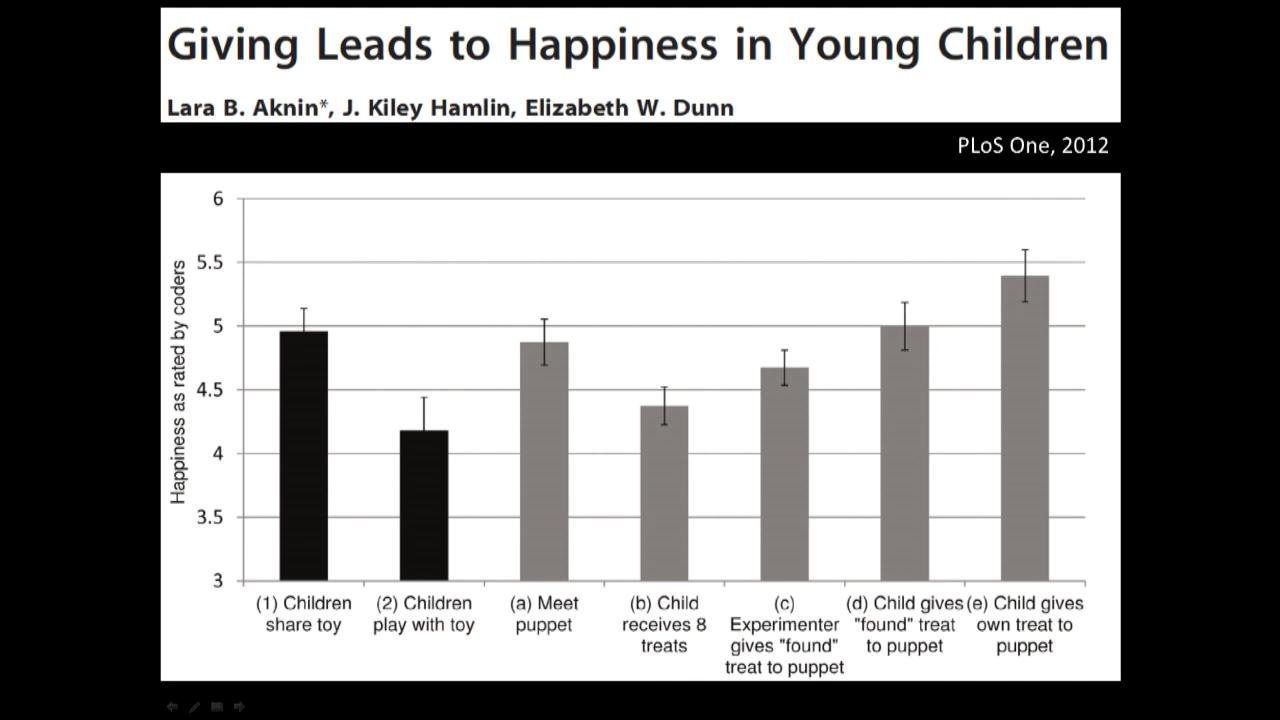 Giving Leads to Happiness in Young Children
Lara B. Aknin*, J. Kiley Hamlin, Elizabeth W. Dunn
PLoS One, 2012
Happiness as rated by coders
6
5.5
5
4.5
4
3.5
3
(1) Children
share toy
(2) Children
play with toy
(a) Meet
puppet
(b) Child
receives 8
treats
(c)
Experimenter
gives "found"
treat to puppet
(d) Child gives
"found" treat
to puppet
(e) Child gives
own treat to
puppet